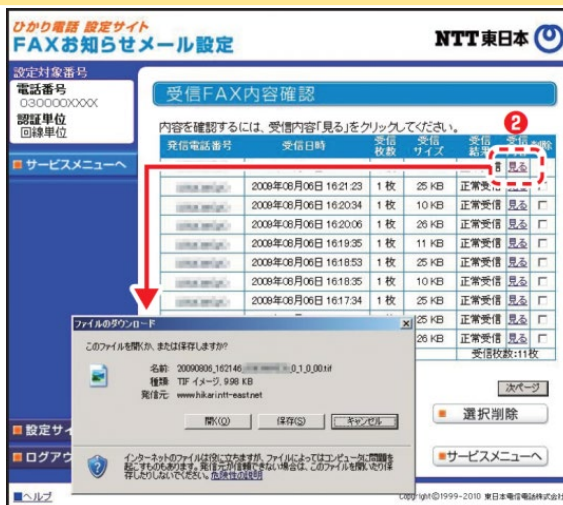 ひかり電話 設定サイト
FAXお知らせメール設定
NTT東日本
設定対象番号
電話番号
030000XXXX
認証単位
回線単位
サービスメニューへ
受信FAX内容確認
内容を確認するには、受信内容「見る」をクリックしてください。
2
発信電話番号 受信日時 受信枚数 受信サイズ 受信結果 受信 削除
見る
2009年08月06日 16:21:23 1枚 25 KB 正常受信 見る
2009年08月06日 16:20:34 1枚 10 KB 正常受信 見る
2009年08月06日 16:20:06 1枚 26 KB 正常受信 見る
2009年08月06日 16:19:35 1枚 11 KB 正常受信 見る
2009年08月06日 16:18:53 1枚 25 KB 正常受信 見る
2009年08月06日 16:18:35 1枚 10 KB 正常受信 見る
2009年08月06日 16:17:34 1枚 25 KB 正常受信 見る
25 KB 正常受信 見る
26 KB 正常受信 見る
受信枚数:11枚
次ページ
選択削除
サービスメニューへ
ファイルのダウンロード
このファイルを開くか、または保存しますか?
名前: 20090806_162146_ _0_1_0_00.tif
種類: TIF イメージ, 9.98 KB
発信元: www.hikari.ntt-east.net
開く(O) 保存(S) キャンセル
インターネットのファイルは役に立ちますが、ファイルによってはコンピュータに問題を
起こすものもあります。発信元が信頼できない場合は、このファイルを開いたり保
存したりしないでください。危険性の説明
設定サイ
ログアウ
ヘルプ
Copyright©1999-2010 東日本電信電話株式会社